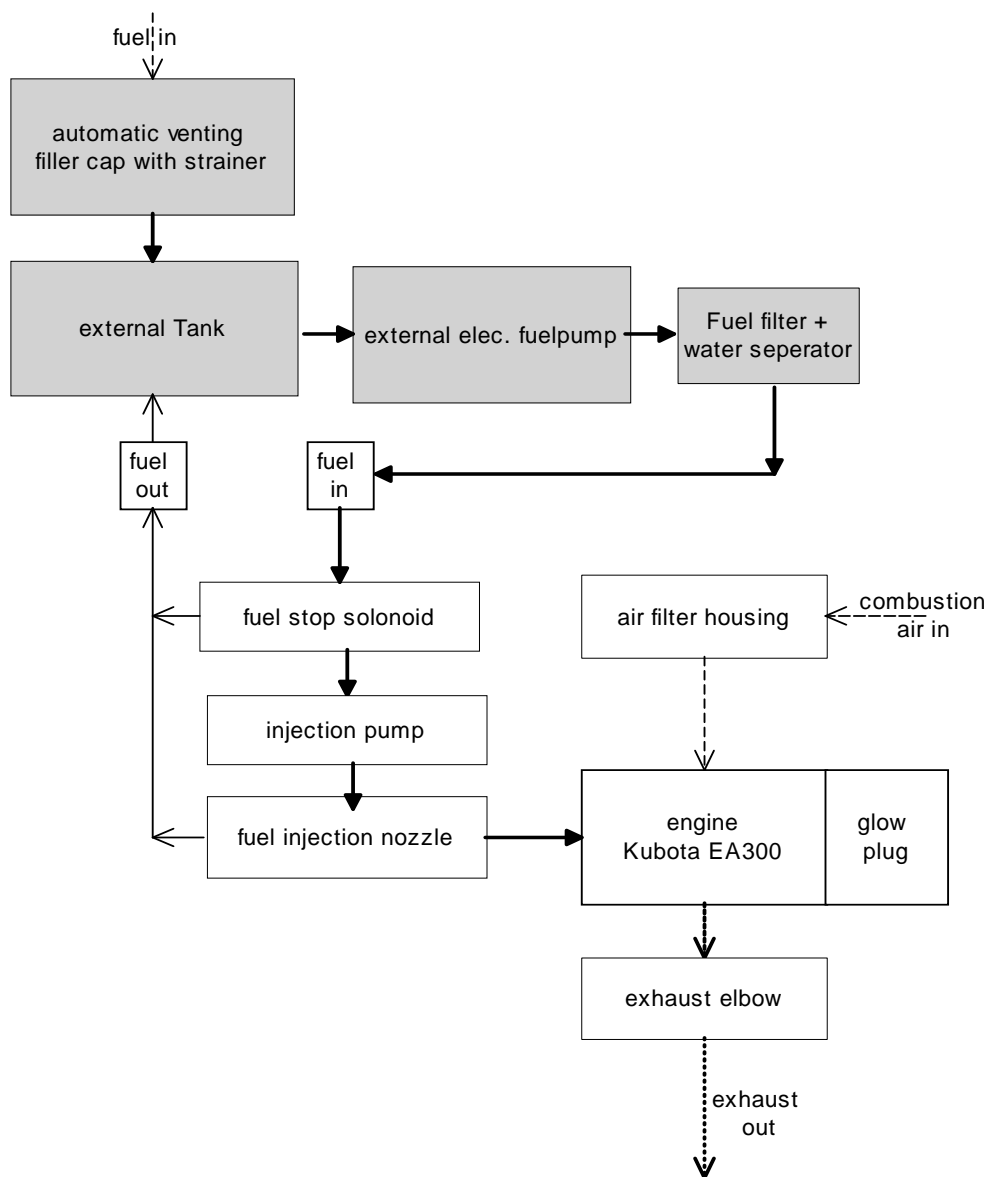 fuel in
automatic venting
filler cap with strainer
external Tank
external elec. fuelpump
Fuel filter +
water seperator
fuel
out
fuel
in
fuel stop solonoid
air filter housing
combustion
air in
injection pump
fuel injection nozzle
engine
Kubota EA300
glow
plug
exhaust elbow
exhaust
out